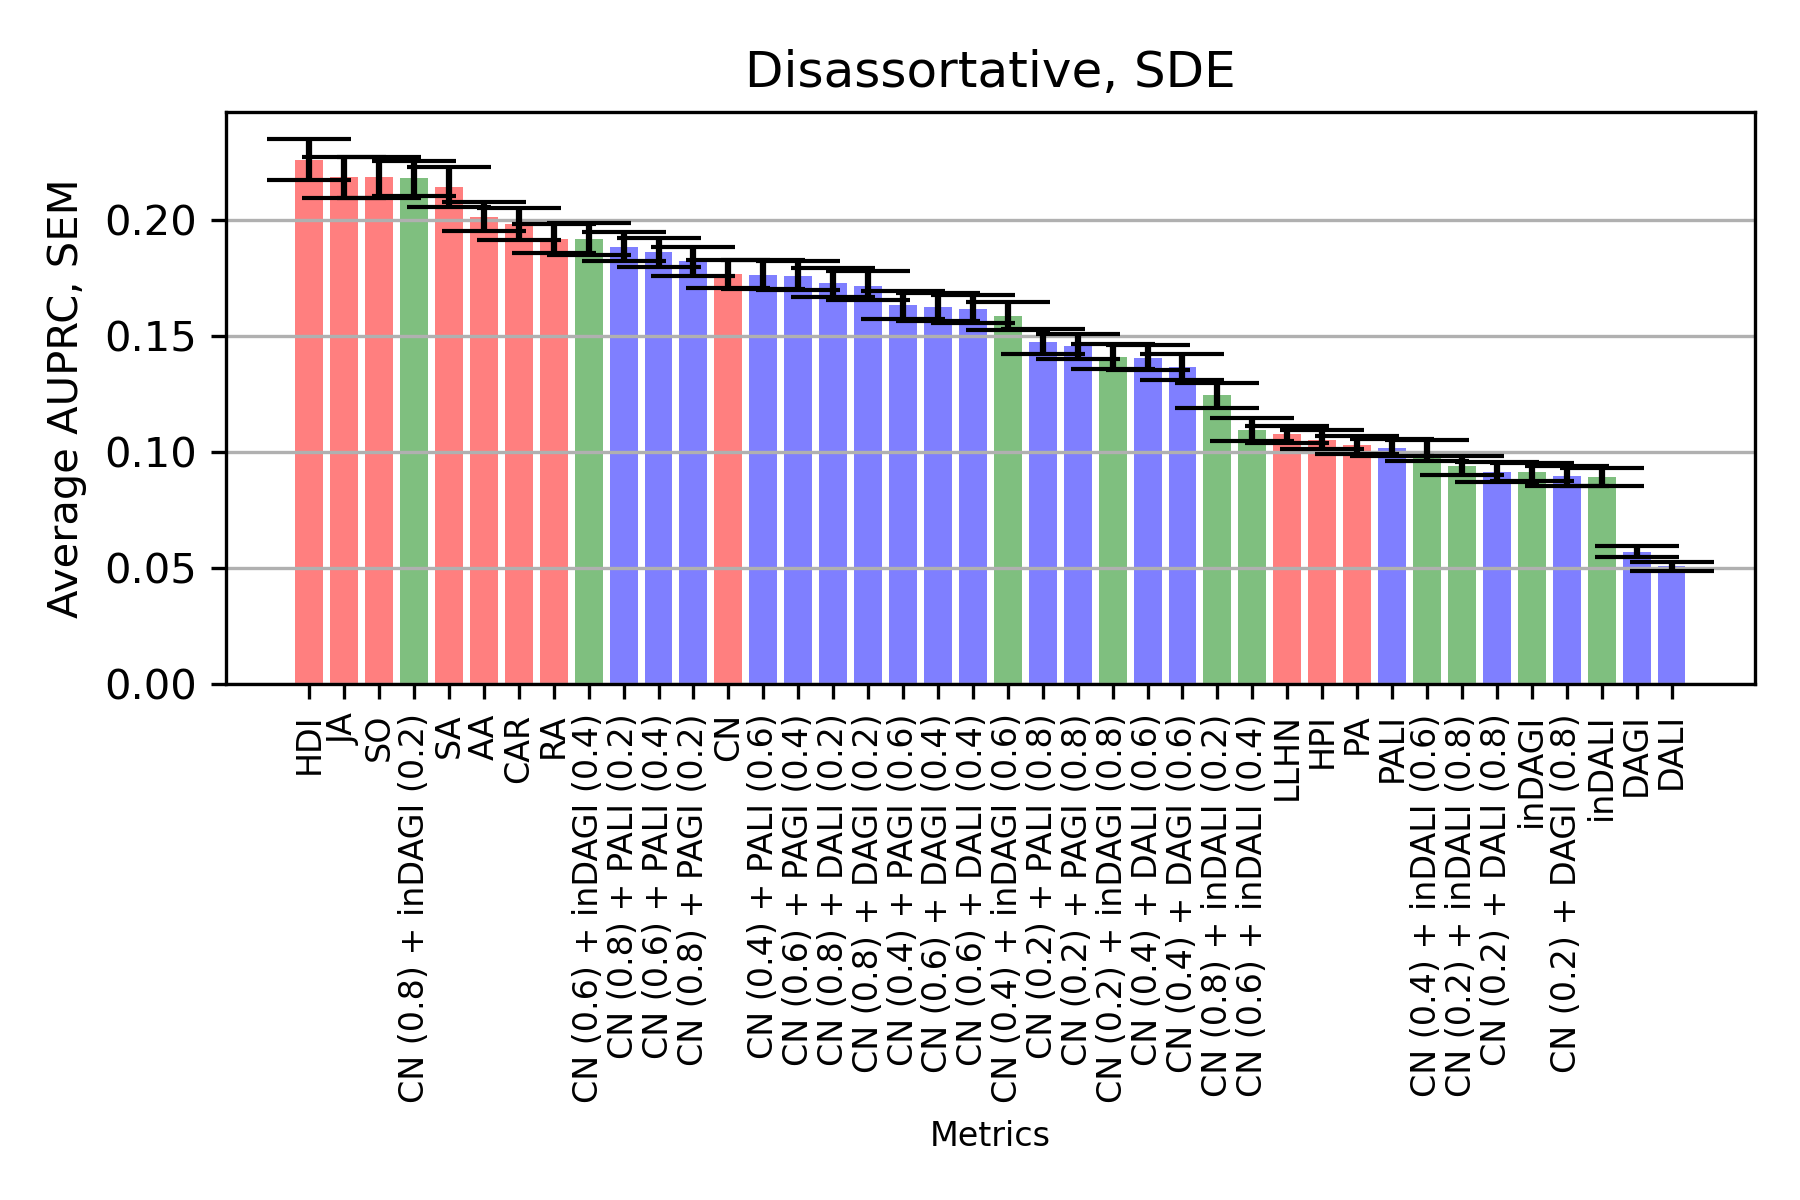 Disassortative, SDE
Average AUPRC, SEM
0.20
0.15
0.10
0.05
0.00
HDI
JA
SO
CN (0.8) + inDAGI (0.2)
SA
AA
CAR
RA
CN (0.6) + inDAGI (0.4)
CN (0.8) + PALI (0.2)
CN (0.6) + PALI (0.4)
CN (0.8) + PAGI (0.2)
CN
CN (0.4) + PALI (0.6)
CN (0.6) + PAGI (0.4)
CN (0.8) + DALI (0.2)
CN (0.8) + DAGI (0.2)
CN (0.4) + PAGI (0.6)
CN (0.6) + DAGI (0.4)
CN (0.6) + DALI (0.4)
CN (0.4) + inDAGI (0.6)
CN (0.2) + PALI (0.8)
CN (0.2) + PAGI (0.8)
CN (0.2) + inDAGI (0.8)
CN (0.4) + DALI (0.6)
CN (0.4) + DAGI (0.6)
CN (0.8) + inDALI (0.2)
CN (0.6) + inDALI (0.4)
LLHN
HPI
PA
PALI
CN (0.4) + inDALI (0.6)
CN (0.2) + inDALI (0.8)
CN (0.2) + DALI (0.8)
inDAGI
CN (0.2) + DAGI (0.8)
inDALI
DAGI
DALI
Metrics